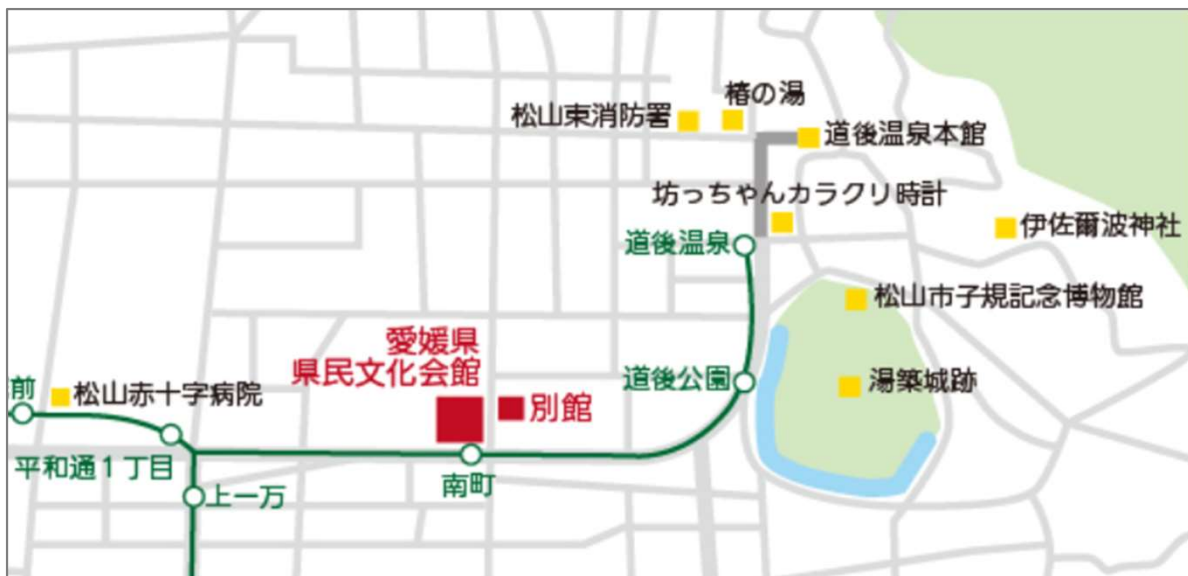 椿の湯
松山東消防署
道後温泉本館
坊っちゃんカラクリ時計
伊佐爾波神社
道後温泉
松山市子規記念博物館
愛媛県
県民文化会館
道後公園
湯築城跡
前
松山赤十字病院
別館
平和通1丁目
南町
上一万